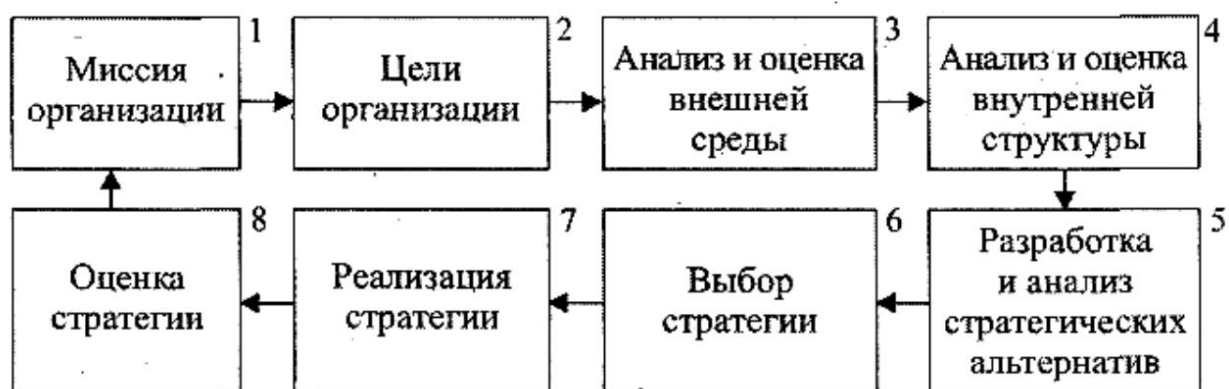 1
Миссия
организации
2
Цели
организации
3
Анализ и оценка
внешней
среды
4
Анализ и оценка
внутренней
структуры
5
Разработка
и анализ
стратегических
альтернатив
6
Выбор
стратегии
7
Реализация
стратегии
8
Оценка
стратегии